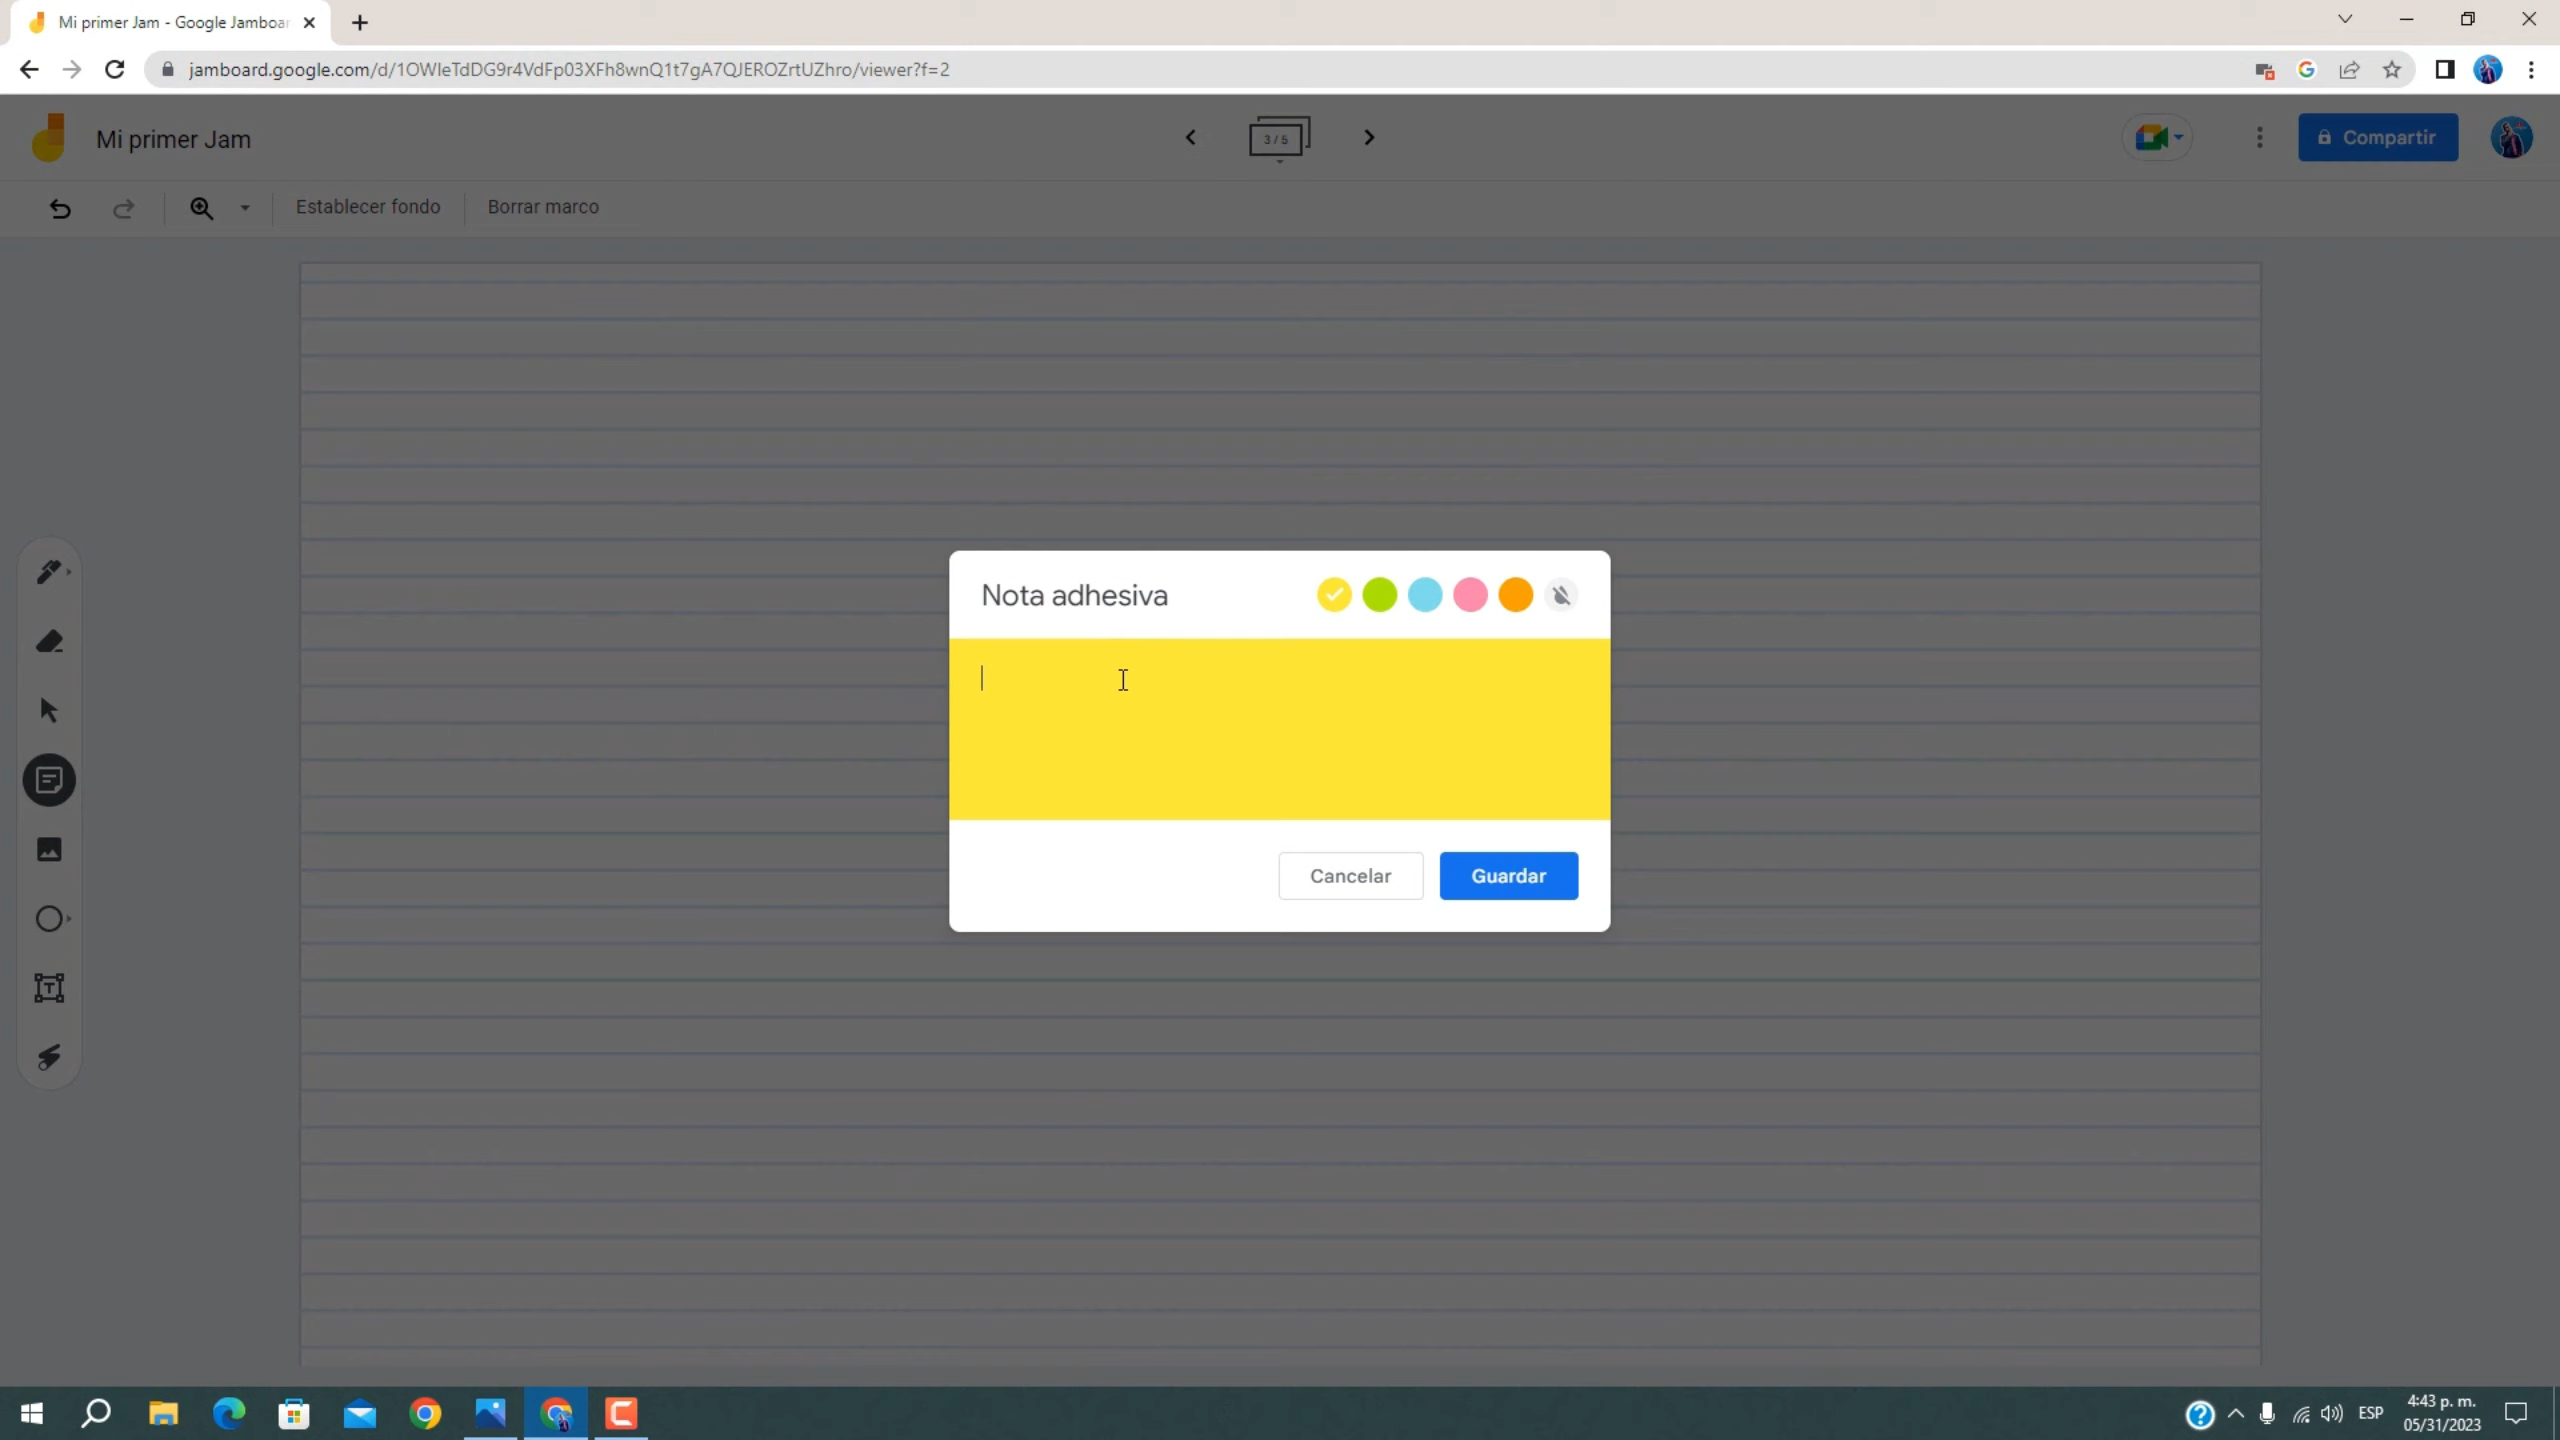 Mi primer Jam - Google Jamboar
jamboard.google.com/d/1OWleTdDG9r4VdFp03XFh8wnQ1t7gA7QJEROZrtUZhro/viewer?f=2
Mi primer Jam
3 / 5
Compartir
Establecer fondo
Borrar marco
Nota adhesiva
Cancelar
Guardar
ESP
4:43 p. m.
05/31/2023